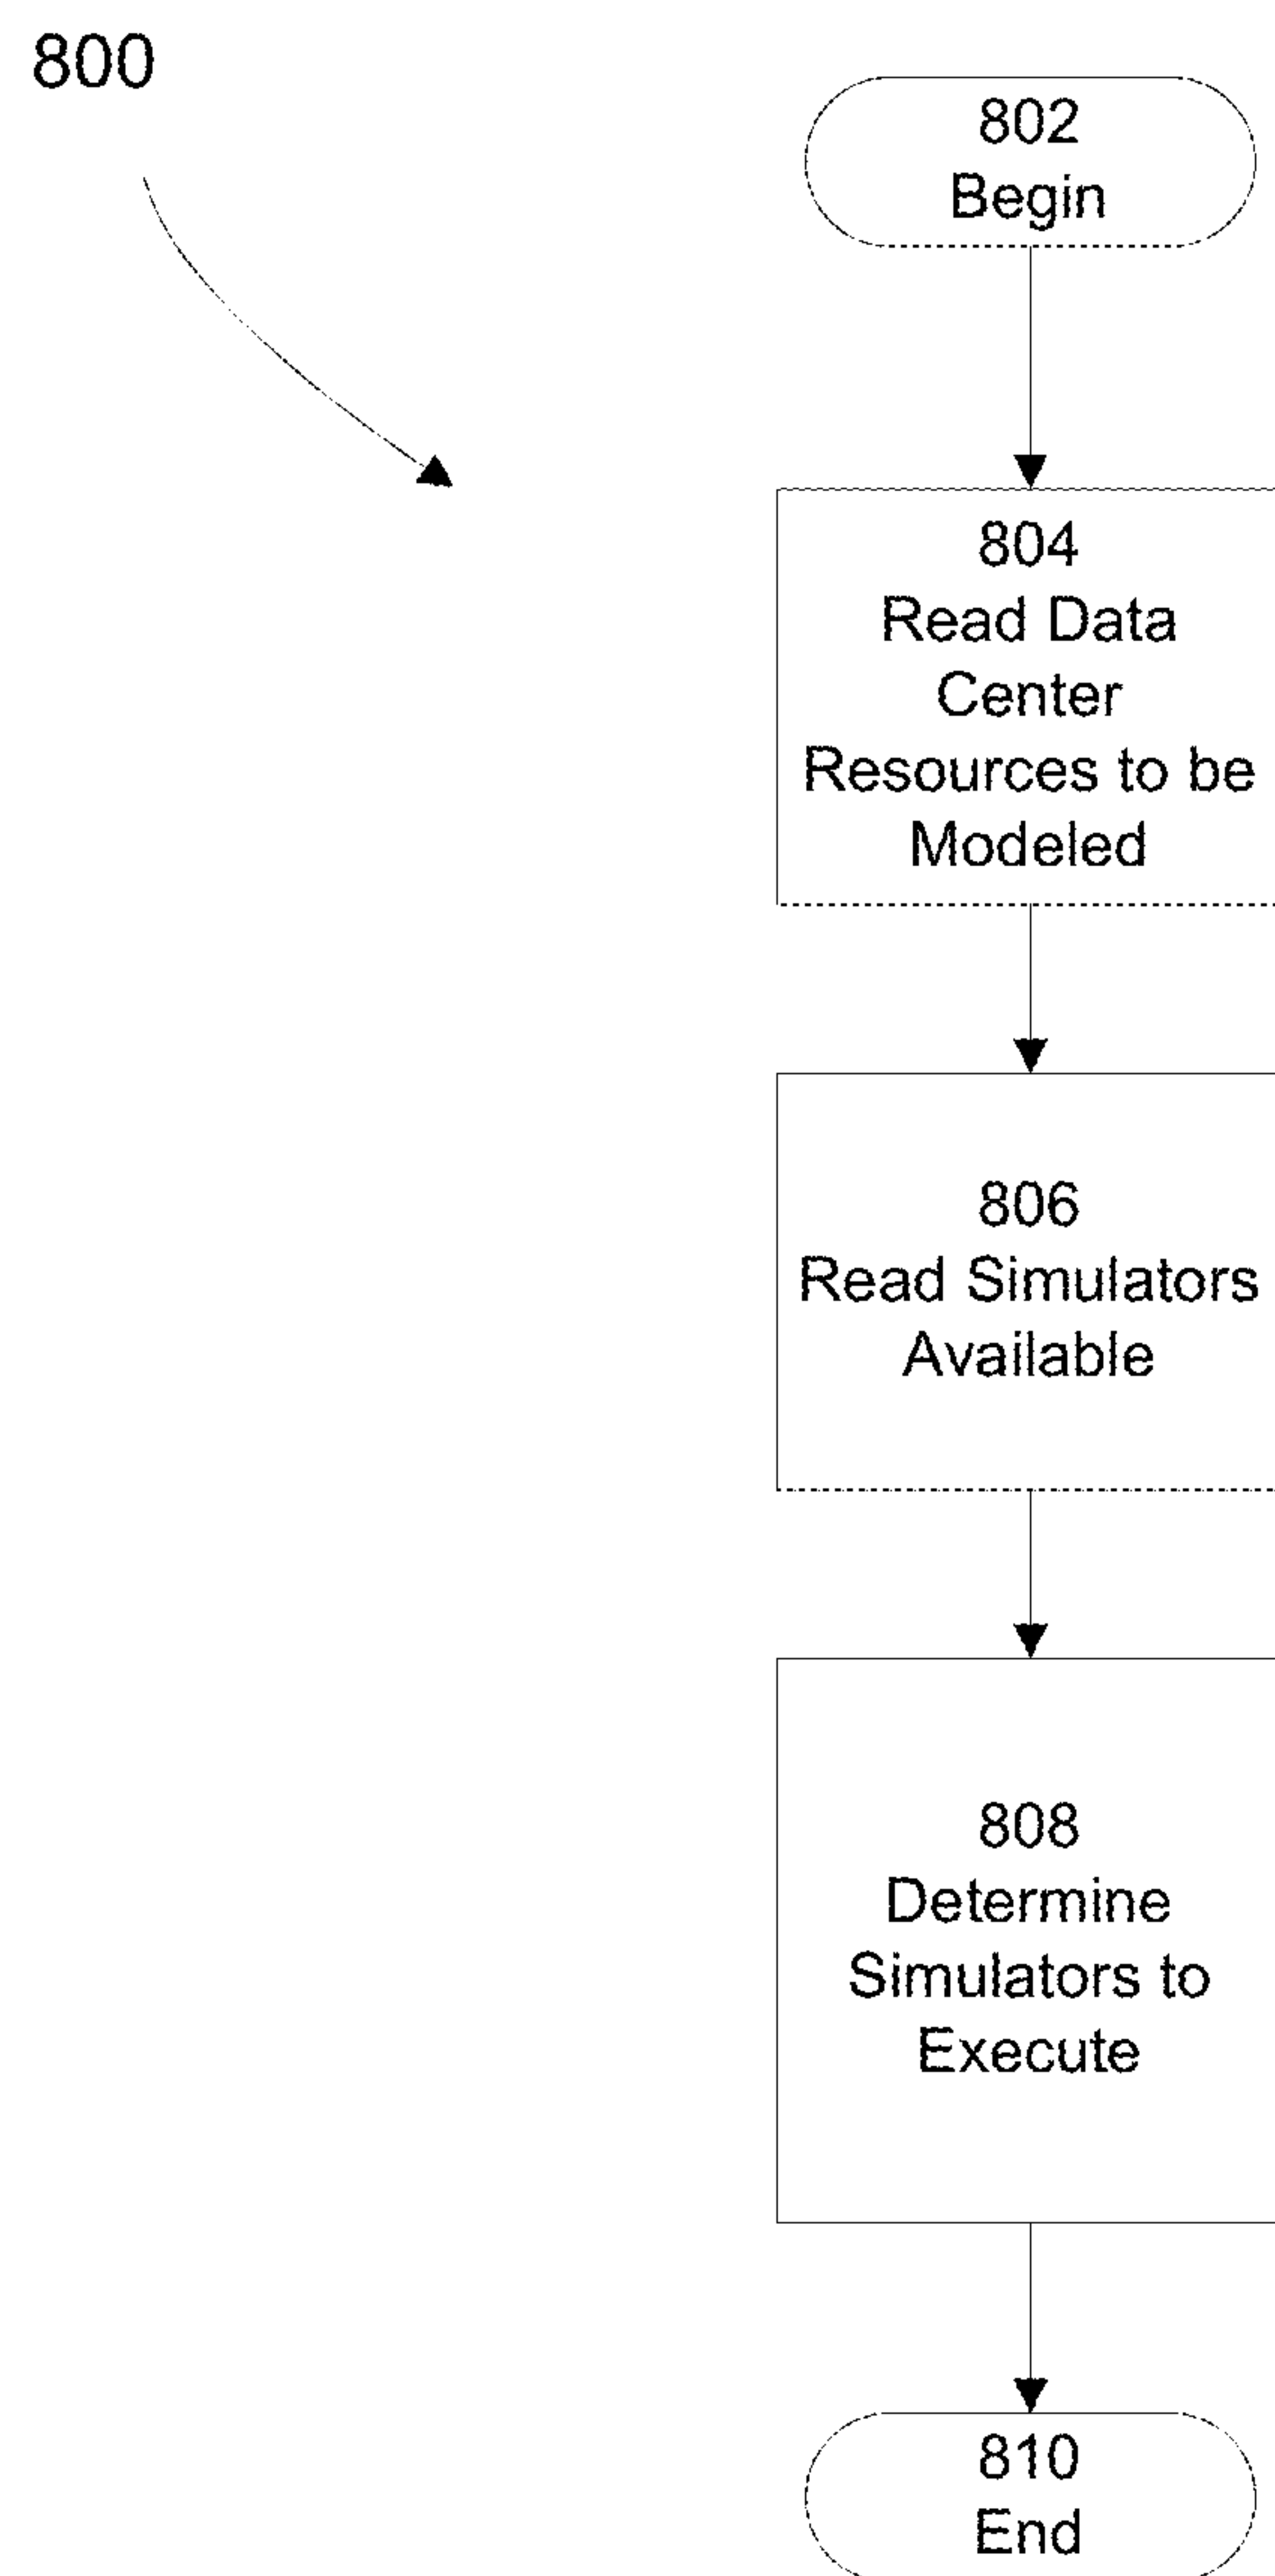 800
802
Begin
804
Read Data
Center
Resources to be
Modeled
806
Read Simulators
Available
808
Determine
Simulators to
Execute
810
End